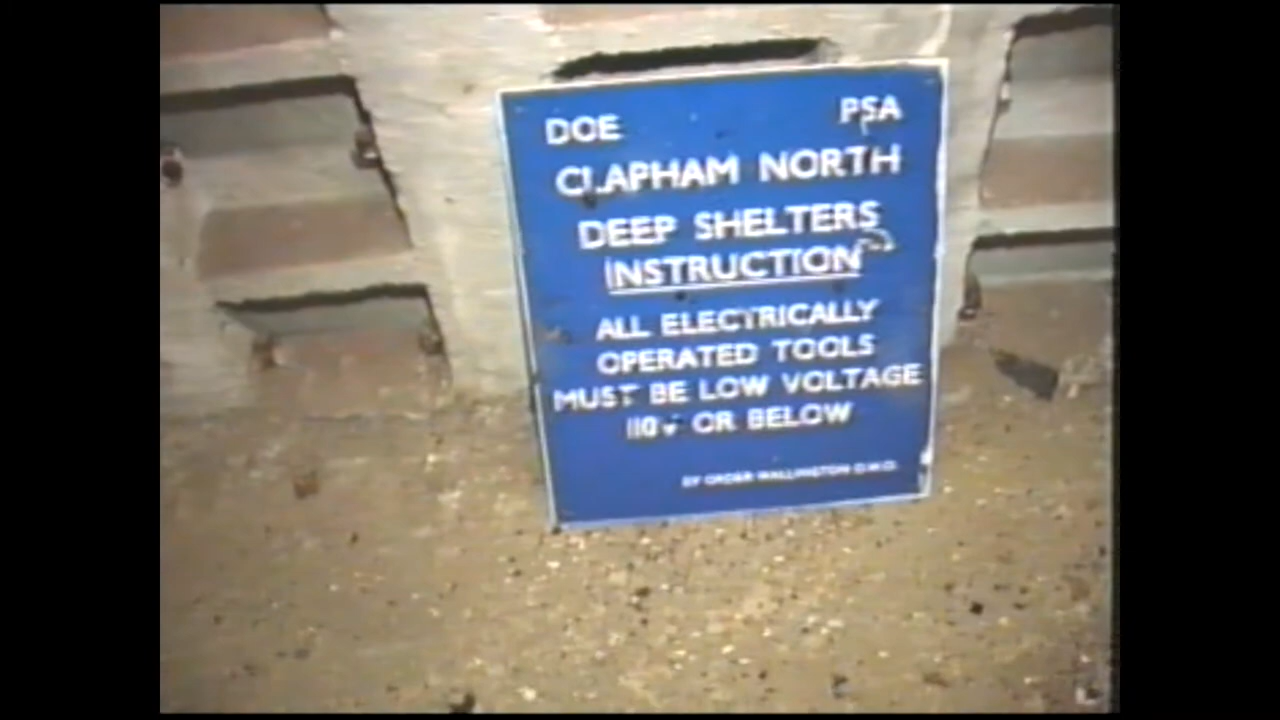 DOE PSA
CLAPHAM NORTH
DEEP SHELTERS
INSTRUCTION
ALL ELECTRICALLY
OPERATED TOOLS
MUST BE LOW VOLTAGE
110v OR BELOW
BY ORDER WALLINGTON D.W.O.